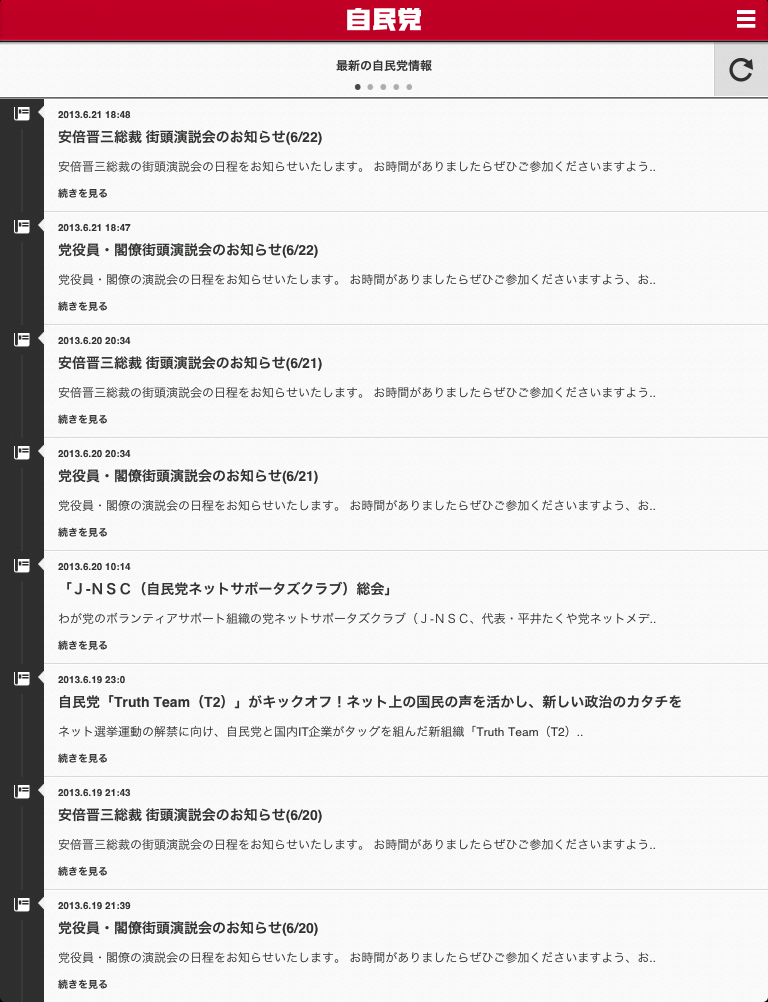 自民党
最新の自民党情報
2013.6.21 18:48
安倍晋三総裁 街頭演説会のお知らせ(6/22)
安倍晋三総裁の街頭演説会の日程をお知らせいたします。 お時間がありましたらぜひご参加くださいますよう..
続きを見る
2013.6.21 18:47
党役員・閣僚街頭演説会のお知らせ(6/22)
党役員・閣僚の演説会の日程をお知らせいたします。 お時間がありましたらぜひご参加くださいますよう、お..
続きを見る
2013.6.20 20:34
安倍晋三総裁 街頭演説会のお知らせ(6/21)
安倍晋三総裁の街頭演説会の日程をお知らせいたします。 お時間がありましたらぜひご参加くださいますよう..
続きを見る
2013.6.20 20:34
党役員・閣僚街頭演説会のお知らせ(6/21)
党役員・閣僚の演説会の日程をお知らせいたします。 お時間がありましたらぜひご参加くださいますよう、お..
続きを見る
2013.6.20 10:14
「Ｊ-ＮＳＣ（自民党ネットサポータズクラブ）総会」
わが党のボランティアサポート組織の党ネットサポータズクラブ（Ｊ-ＮＳＣ、代表・平井たくや党ネットメデ..
続きを見る
2013.6.19 23:0
自民党「Truth Team（T2）」がキックオフ！ネット上の国民の声を活かし、新しい政治のカタチを
ネット選挙運動の解禁に向け、自民党と国内IT企業がタッグを組んだ新組織「Truth Team（T2）..
続きを見る
2013.6.19 21:43
安倍晋三総裁 街頭演説会のお知らせ(6/20)
安倍晋三総裁の街頭演説会の日程をお知らせいたします。 お時間がありましたらぜひご参加くださいますよう..
続きを見る
2013.6.19 21:39
党役員・閣僚街頭演説会のお知らせ(6/20)
党役員・閣僚の演説会の日程をお知らせいたします。 お時間がありましたらぜひご参加くださいますよう、お..
続きを見る